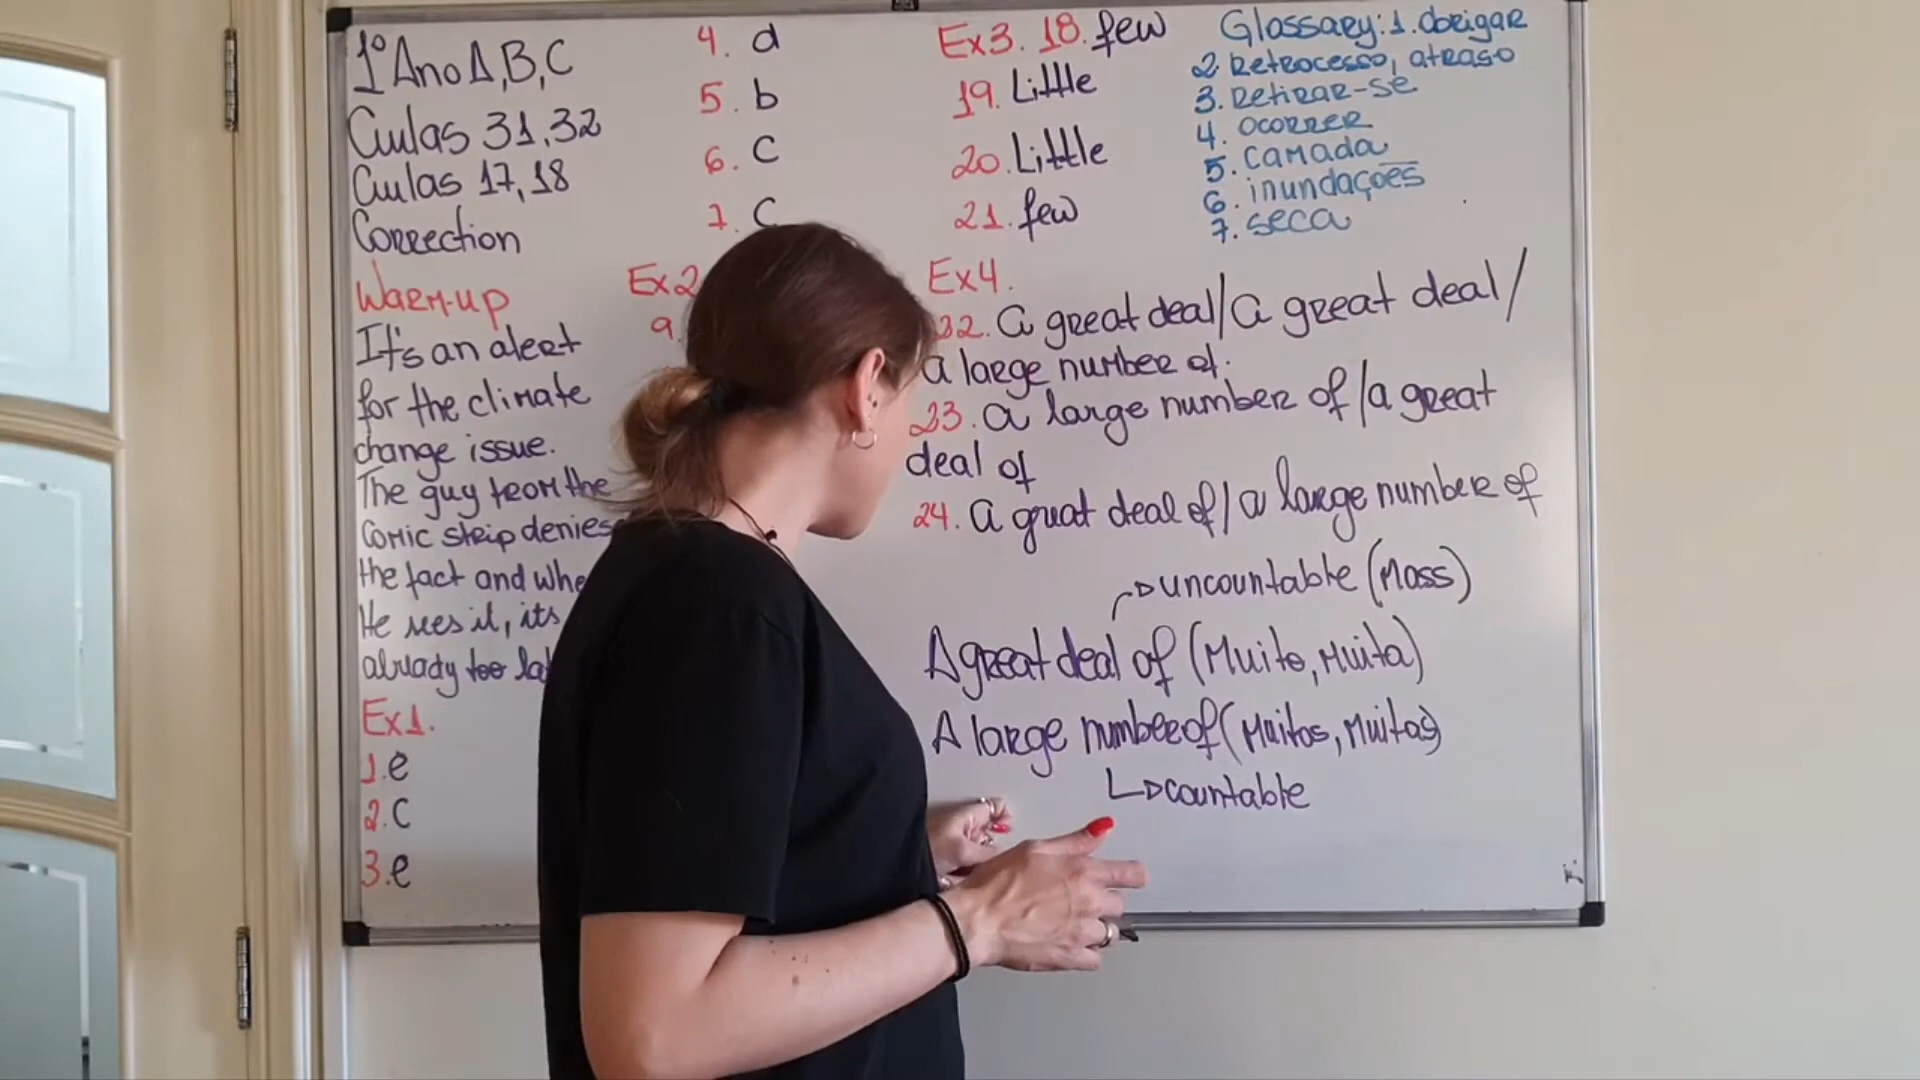 1º Ano A,B,C
Aulas 31,32
Aulas 17,18
Correction
Warm-up
It's an alert
for the climate
change issue.
The guy from the
comic strip denies
the fact and whe
He sees it, its
already too la
Ex1.
1.e
2.C
3.e
4. d
5. b
6. C
7. C
Ex2
9.
Ex3. 18. few
19. Little
20. Little
21. few
Ex4.
22. A great deal/A great deal/
a large number of.
23. a large number of/a great
deal of
24. A great deal of/a large number of
uncountable (Mass)
A great deal of (Muito, Muita)
A large number of (Muitos, Muitas)
countable
Glossary: 1. obrigar
2. Retrocesso, atraso
3. Retirar-se
4. ocorrer
5. camada
6. inundações
7. seca